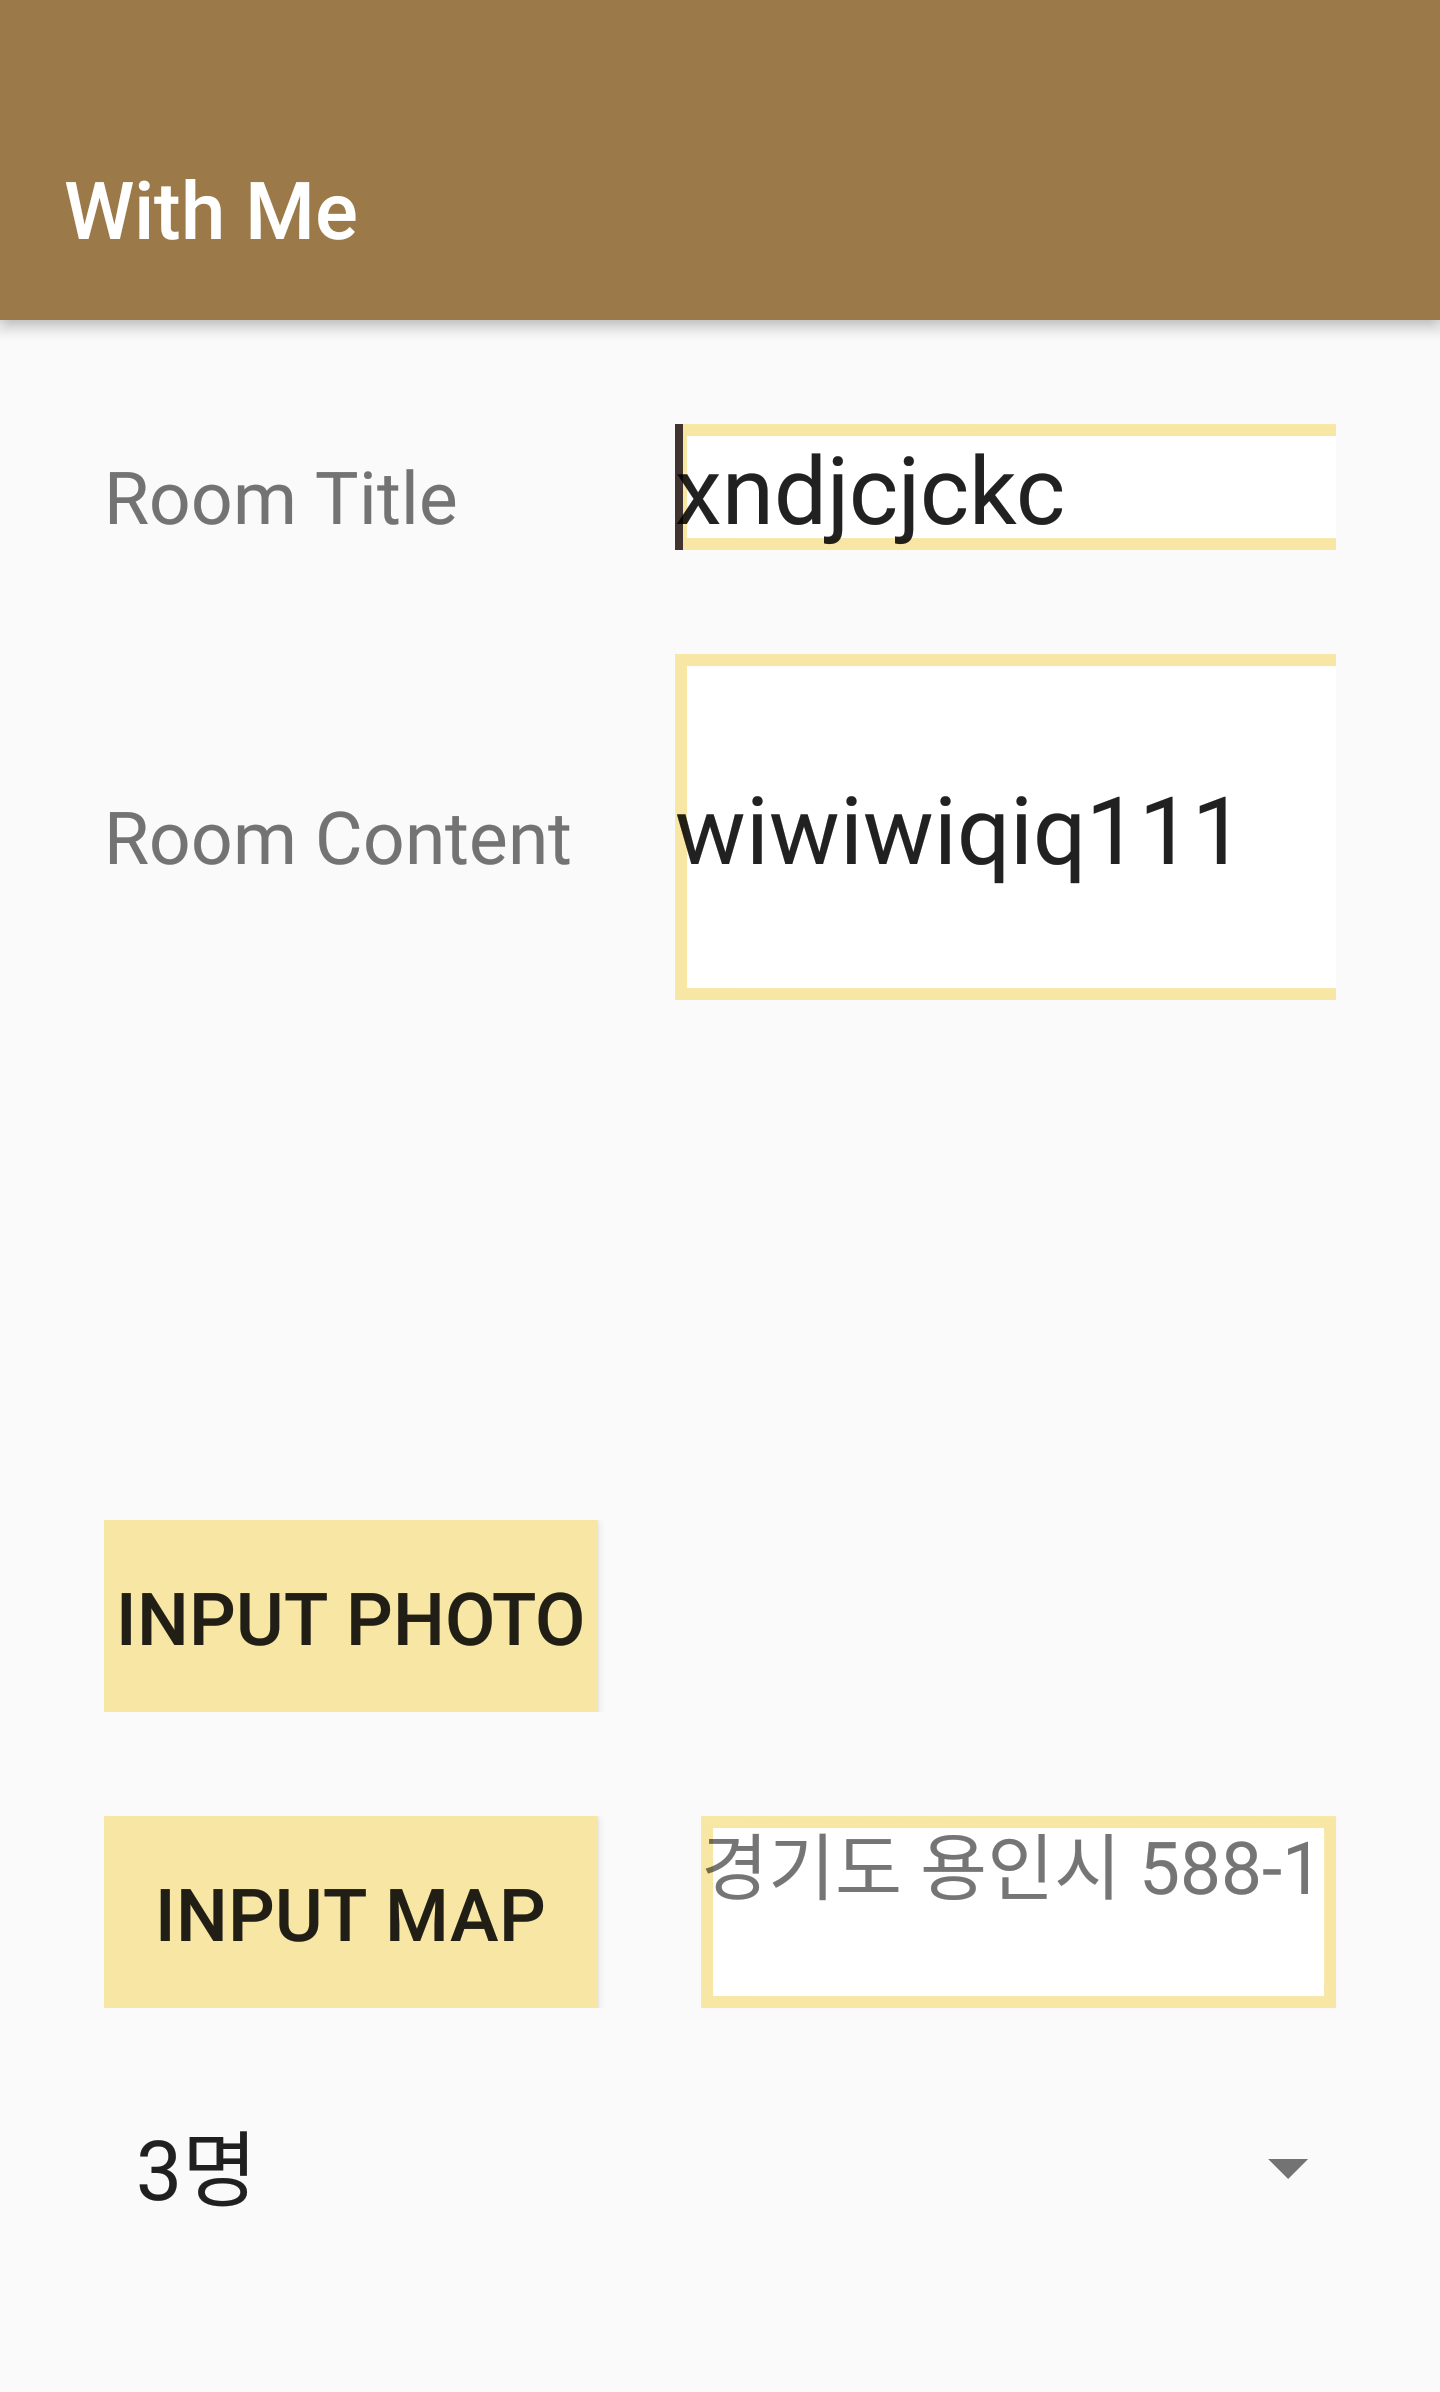 With Me
Room Title
xndjcjckc
Room Content
wiwiwiqiq111
INPUT PHOTO
INPUT MAP
경기도 용인시 588-1
3명